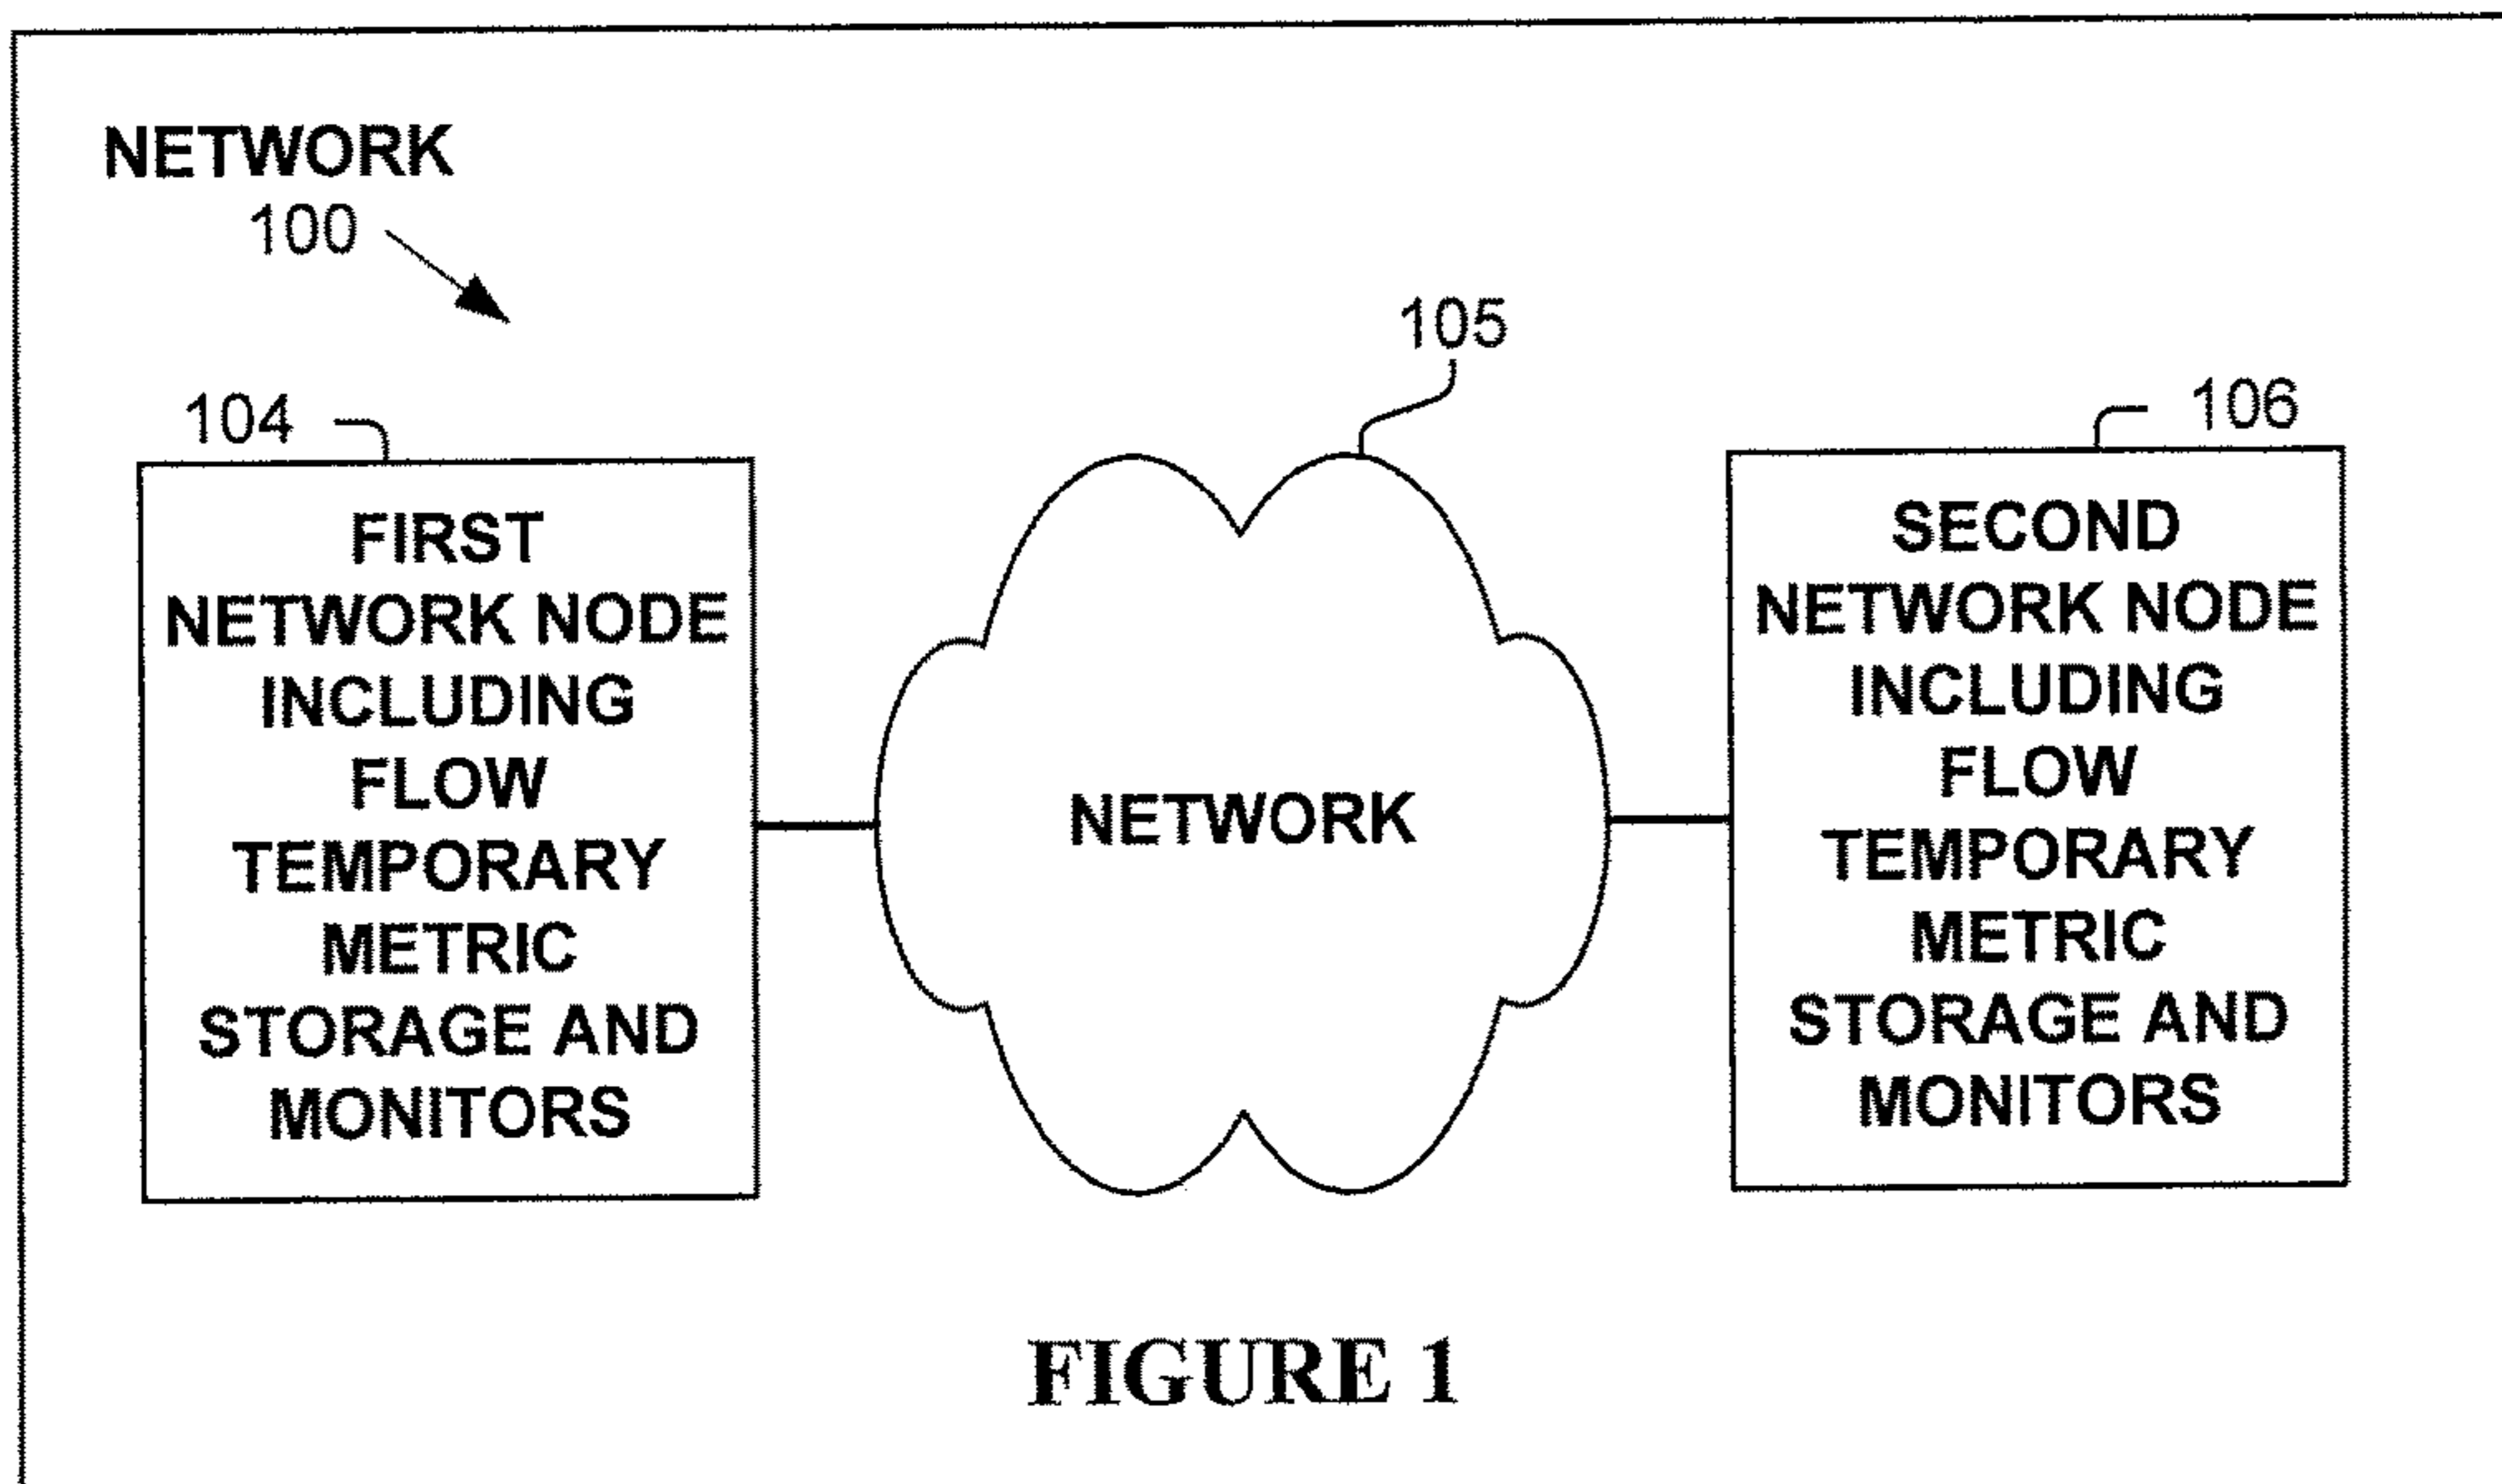 NETWORK
100
105
104
106
FIRST
NETWORK NODE
INCLUDING
FLOW
TEMPORARY
METRIC
STORAGE AND
MONITORS
NETWORK
SECOND
NETWORK NODE
INCLUDING
FLOW
TEMPORARY
METRIC
STORAGE AND
MONITORS
FIGURE 1